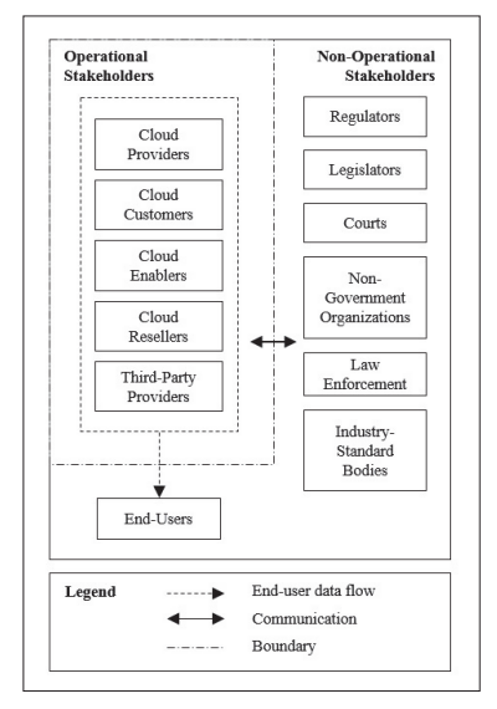 Operational
Stakeholders
Cloud
Providers
Cloud
Customers
Cloud
Enablers
Cloud
Resellers
Third-Party
Providers
End-Users
Non-Operational
Stakeholders
Regulators
Legislators
Courts
Non-
Government
Organizations
Law
Enforcement
Industry-
Standard
Bodies
Legend
End-user data flow
Communication
Boundary